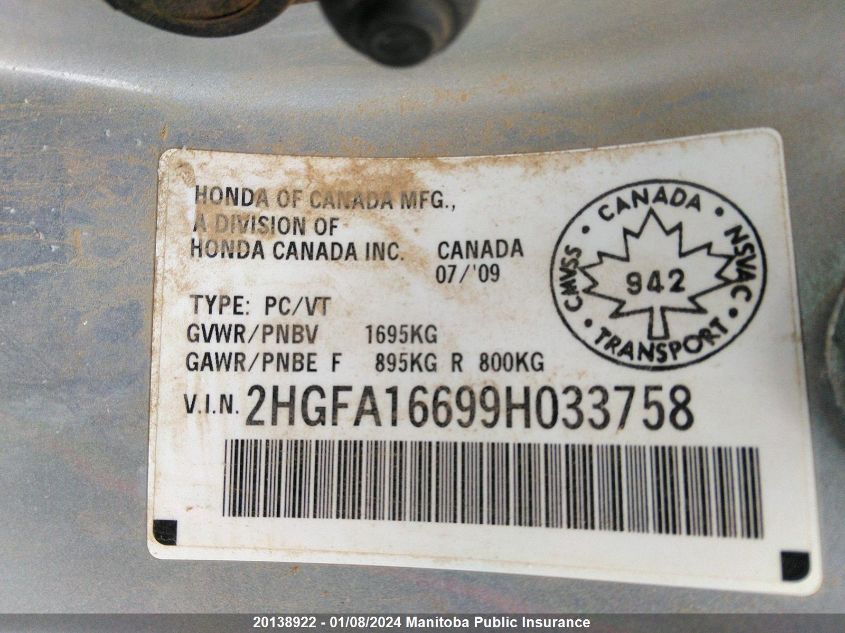 HONDA OF CANADA MFG.,
A DIVISION OF
HONDA CANADA INC. CANADA
07/'09
TYPE: PC/VT
GVWR/PNBV 1695KG
GAWR/PNBE F 895KG R 800KG
V.I.N. 2HGFA16699H033758
CMVSS • CANADA • NSVAC • TRANSPORT •
942
20138922 - 01/08/2024 Manitoba Public Insurance